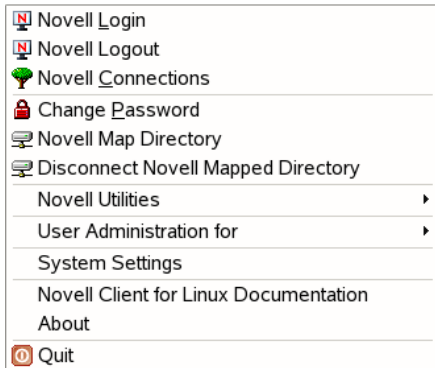 Novell Login
Novell Logout
Novell Connections
Change Password
Novell Map Directory
Disconnect Novell Mapped Directory
Novell Utilities
User Administration for
System Settings
Novell Client for Linux Documentation
About
Quit